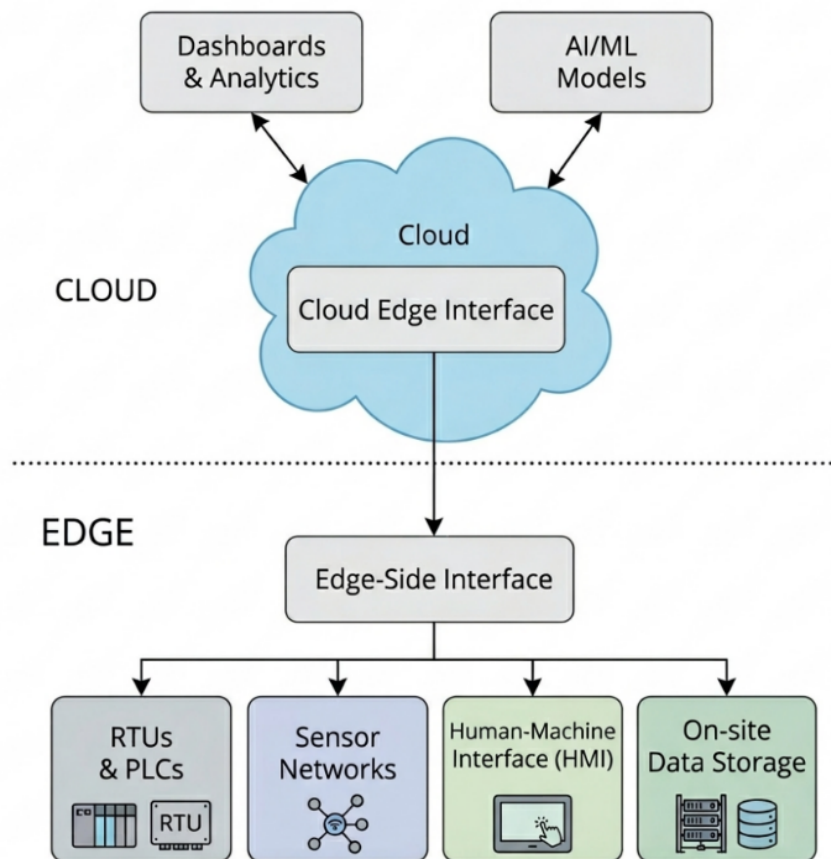 Dashboards
& Analytics
AI/ML
Models
Cloud
CLOUD
Cloud Edge Interface
EDGE
Edge-Side Interface
RTUs
& PLCs
RTU
Sensor
Networks
Human-Machine
Interface (HMI)
On-site
Data Storage